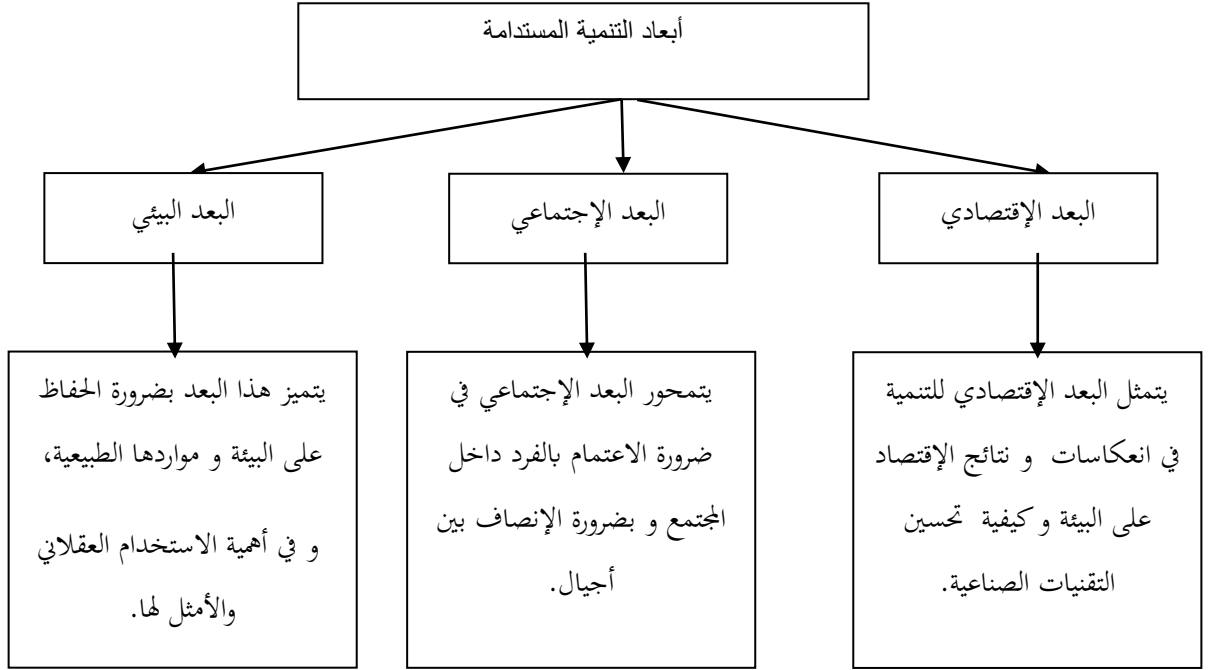 أبعاد التنمية المستدامة
البعد الإقتصادي
البعد الإجتماعي
البعد البيئي
يتمثل البعد الإقتصادي للتنمية
في انعكاسات و نتائج الإقتصاد
على البيئة و كيفية تحسين
التقنيات الصناعية.
يتمحور البعد الإجتماعي في
ضرورة الاعتمام بالفرد داخل
المجتمع و بضرورة الإنصاف بين
أجيال.
يتميز هذا البعد بضرورة الحفاظ
على البيئة و مواردها الطبيعية،
و في أهمية الاستخدام العقلاني
والأمثل لها.